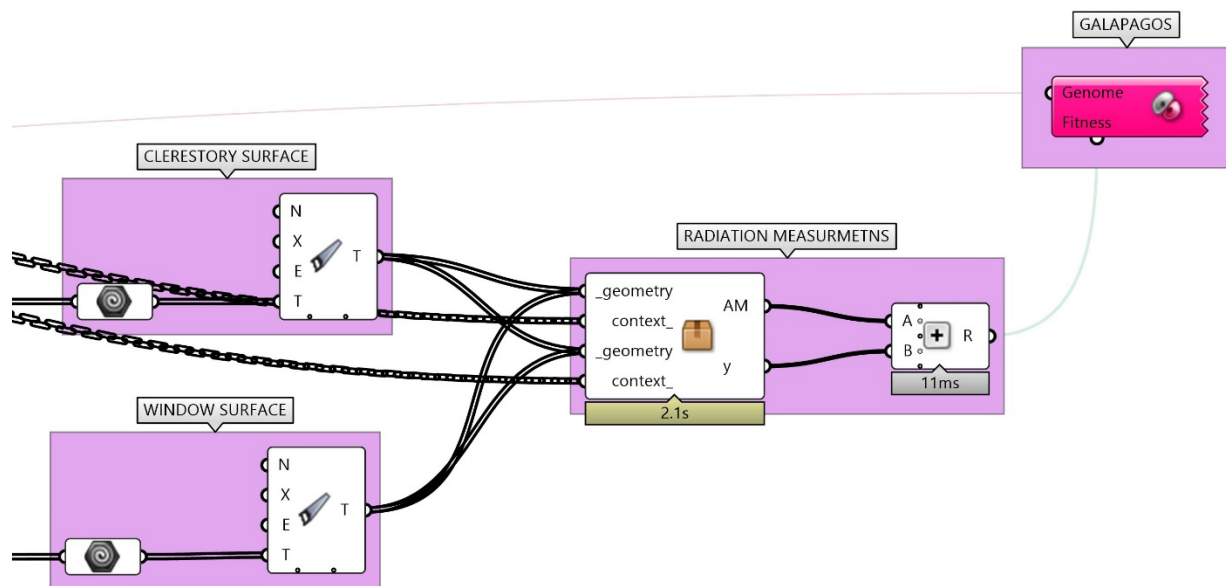 GALAPAGOS
Genome
Fitness
CLERESTORY SURFACE
N
X
E
T
T
RADIATION MEASURMETNS
_geometry
context_
_geometry
context_
AM
y
2.1s
A
B
R
11ms
WINDOW SURFACE
N
X
E
T
T